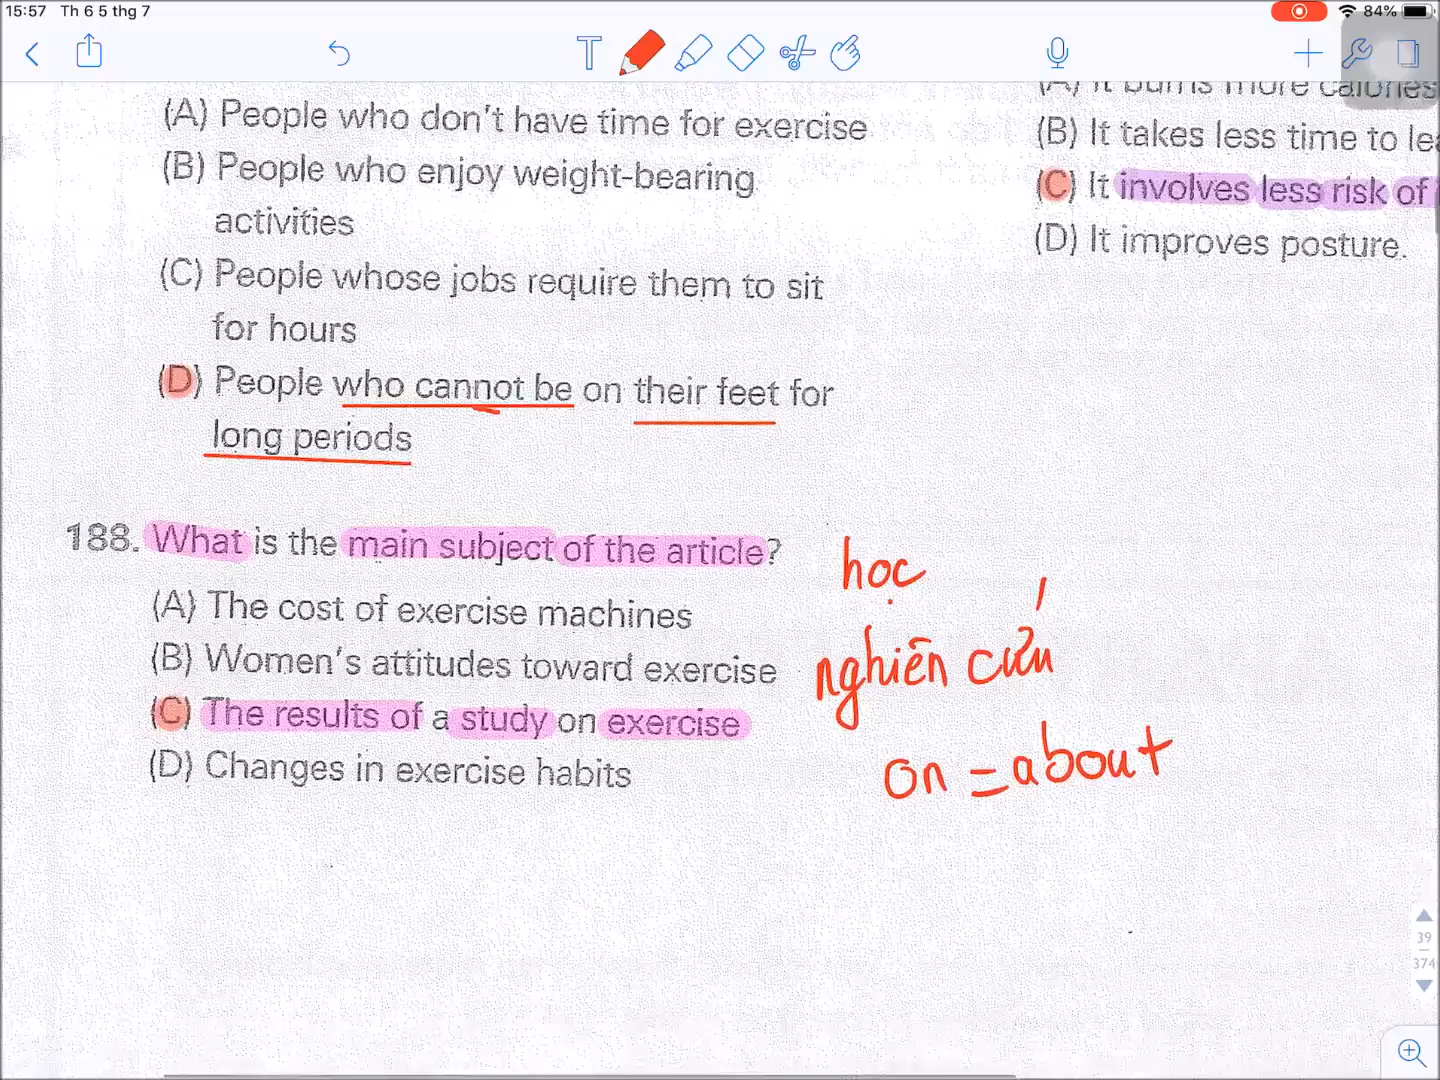 15:57 Th 6 5 thg 7
84%
(A) People who don't have time for exercise
(B) People who enjoy weight-bearing
activities
(C) People whose jobs require them to sit
for hours
(D) People who cannot be on their feet for
long periods
188. What is the main subject of the article?
(A) The cost of exercise machines
(B) Women's attitudes toward exercise
(C) The results of a study on exercise
(D) Changes in exercise habits
(A) It burns more calories
(B) It takes less time to
(C) It involves less risk of
(D) It improves posture.
học
nghiên cứu
on = about
39
374